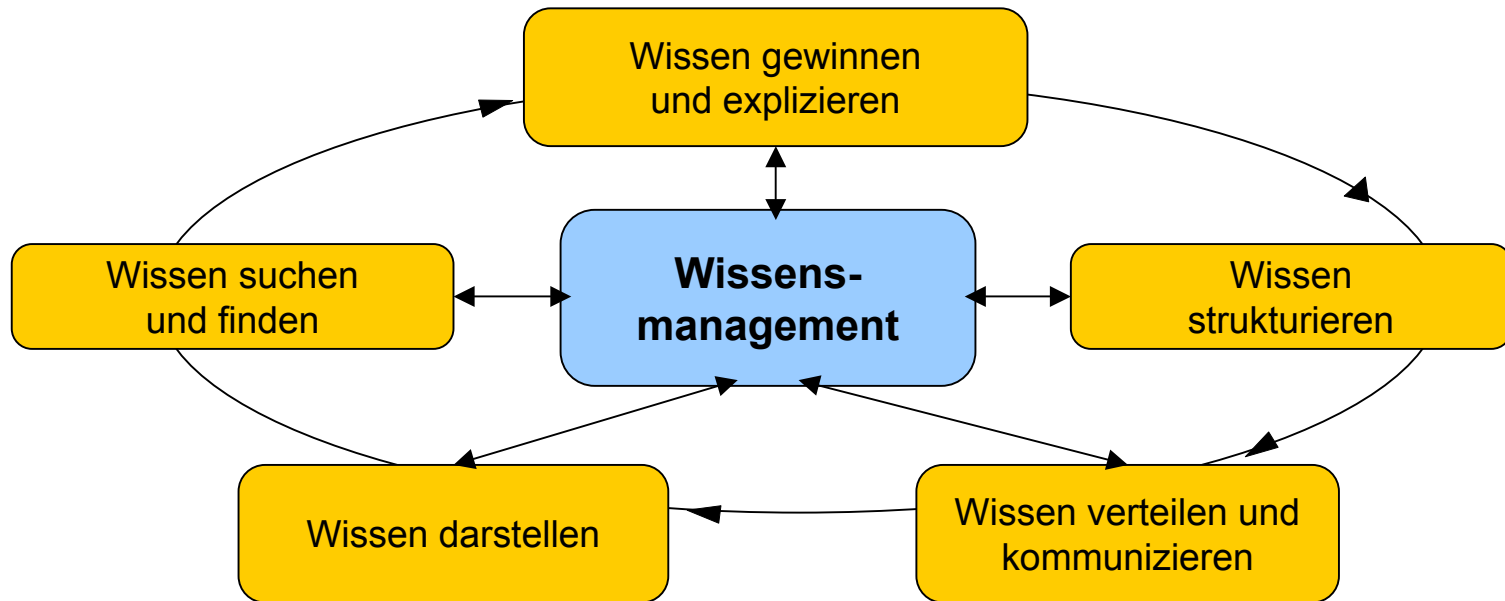 Wissen gewinnen
und explizieren
Wissen suchen
und finden
Wissens-
management
Wissen
strukturieren
Wissen darstellen
Wissen verteilen und
kommunizieren